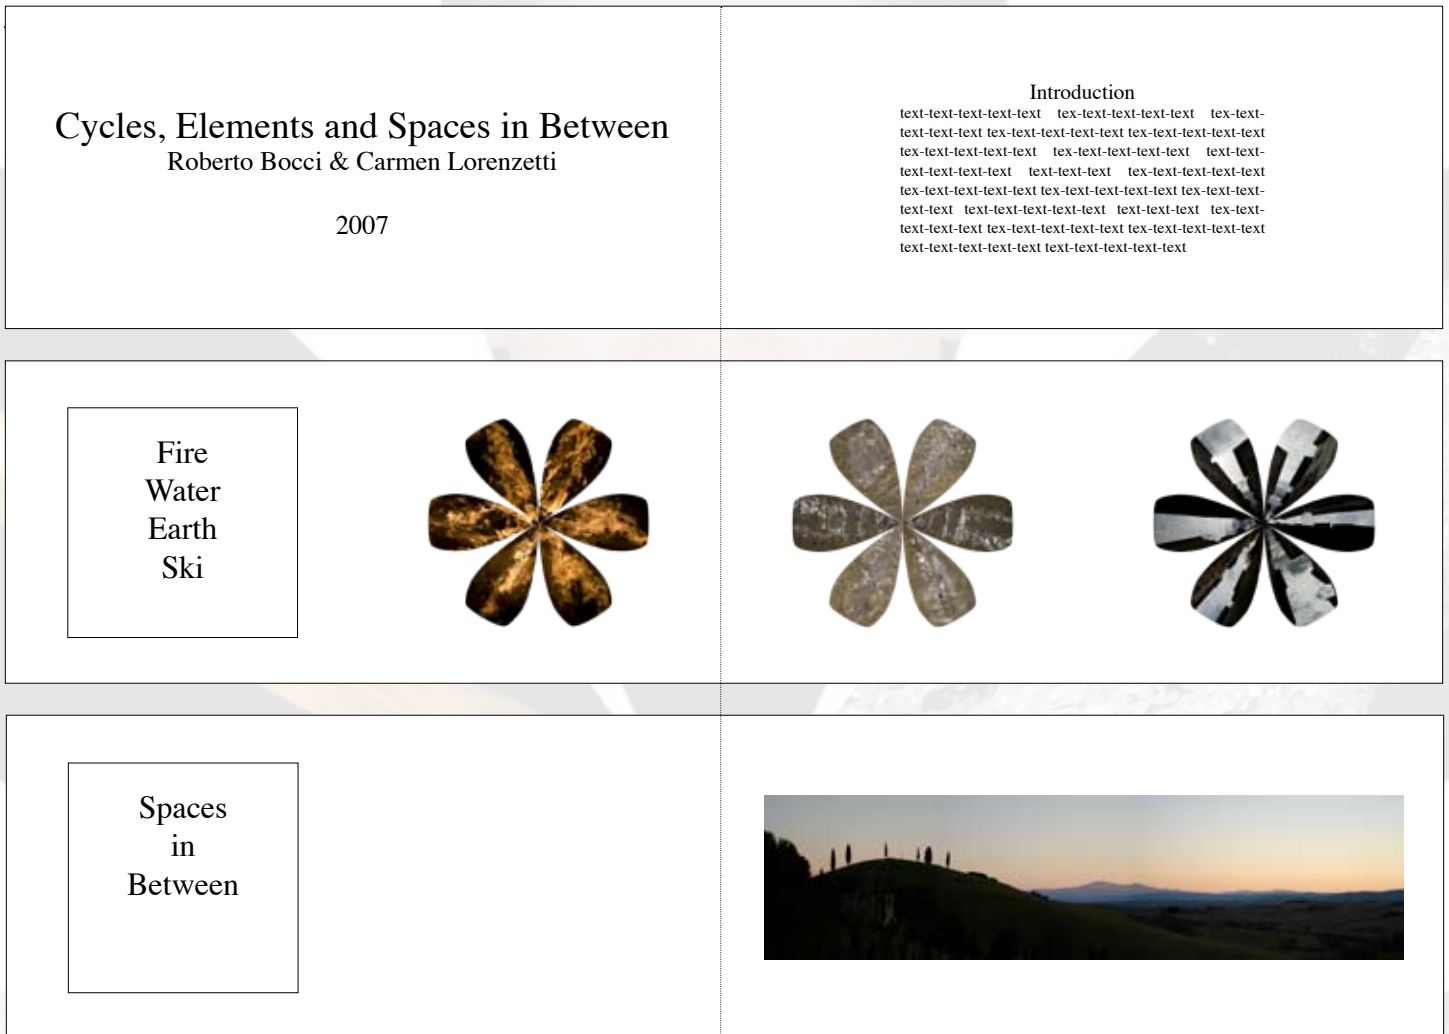 Cycles, Elements and Spaces in Between
Roberto Bocci & Carmen Lorenzetti
2007
Introduction
text-text-text-text-text tex-text-text-text-text tex-text-
text-text-text tex-text-text-text-text tex-text-text-text-text
tex-text-text-text-text tex-text-text-text-text text-text-
text-text-text-text text-text-text tex-text-text-text-text
tex-text-text-text-text tex-text-text-text-text tex-text-text-
text-text text-text-text-text-text text-text-text tex-text-
text-text-text tex-text-text-text-text tex-text-text-text-text
text-text-text-text-text text-text-text-text-text
Fire
Water
Earth
Ski
Spaces
in
Between